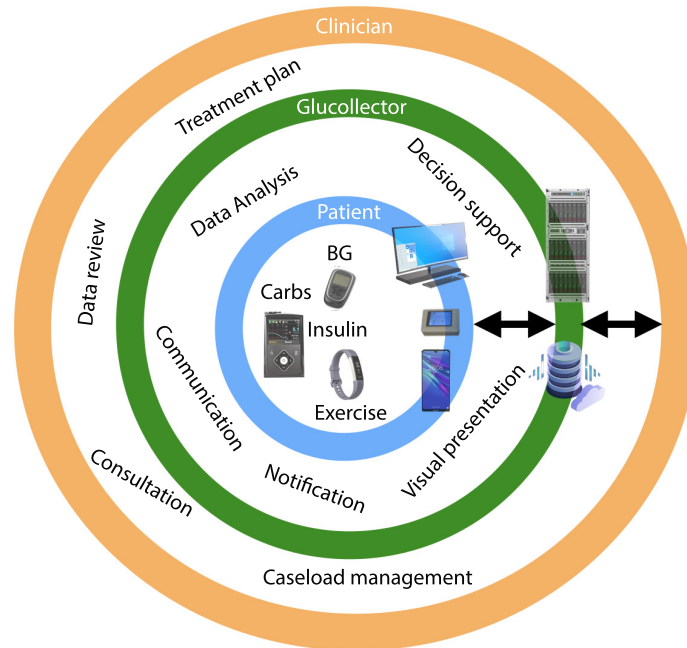 Clinician
Treatment plan
Glucollector
Decision support
Data Analysis
Patient
Data review
BG
Carbs
Insulin
Communication
Exercise
Visual presentation
Consultation
Notification
Caseload management